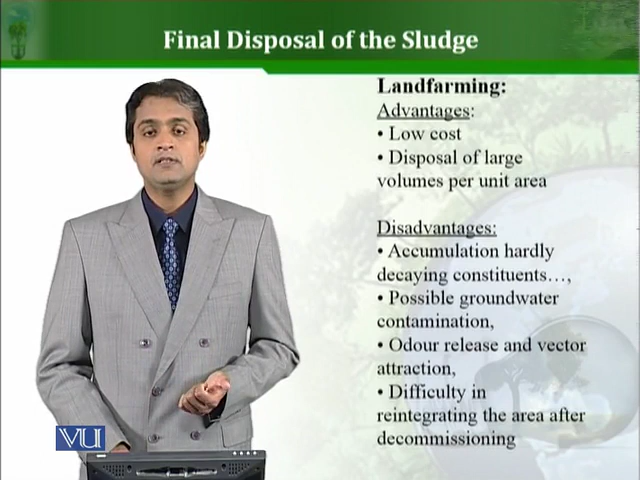 Final Disposal of the Sludge
Landfarming:
Advantages:
• Low cost
• Disposal of large
volumes per unit area
Disadvantages:
• Accumulation hardly
decaying constituents…,
• Possible groundwater
contamination,
• Odour release and vector
attraction,
• Difficulty in
reintegrating the area after
decommissioning
VU